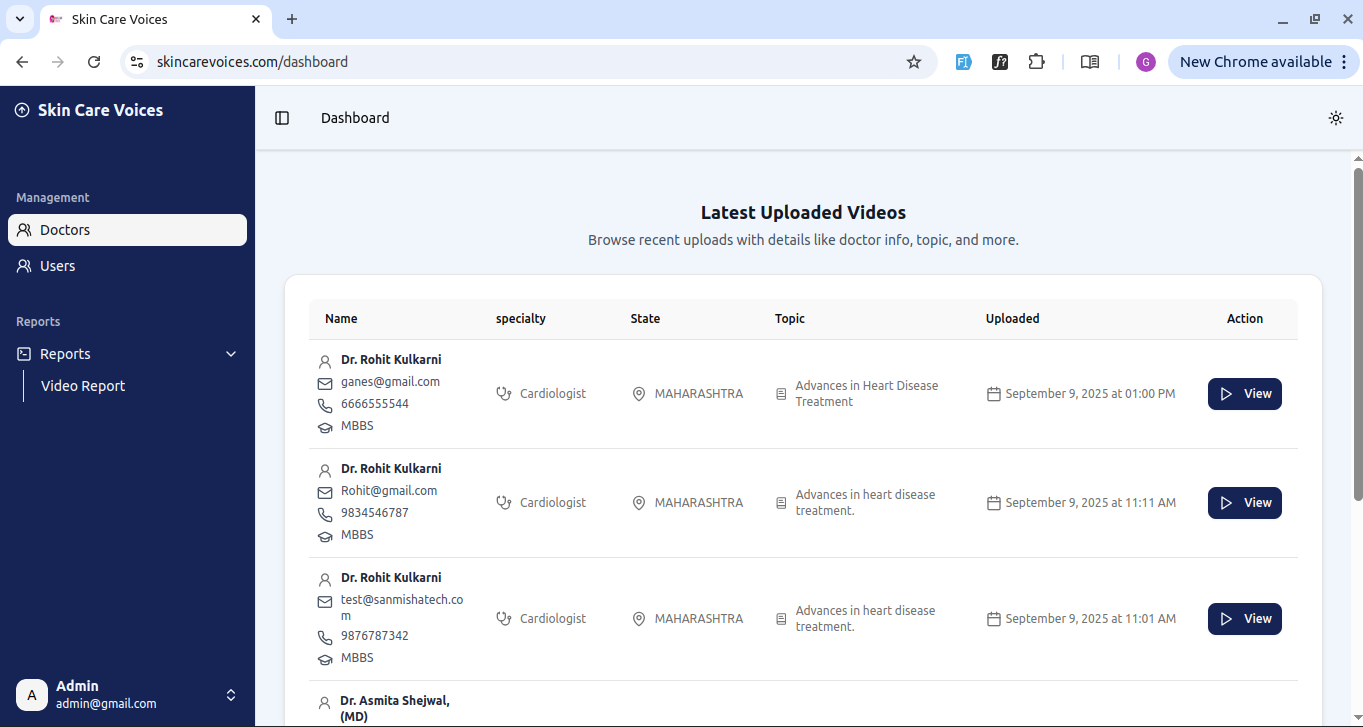 Skin Care Voices
skincarevoices.com/dashboard
G
New Chrome available
Skin Care Voices
Dashboard
Management
Doctors
Users
Reports
Reports
Video Report
A
Admin
admin@gmail.com
Latest Uploaded Videos
Browse recent uploads with details like doctor info, topic, and more.
Name specialty State Topic Uploaded Action
Dr. Rohit Kulkarni
ganes@gmail.com
6666555544
MBBS
Cardiologist
MAHARASHTRA
Advances in Heart Disease
Treatment
September 9, 2025 at 01:00 PM
View
Dr. Rohit Kulkarni
Rohit@gmail.com
9834546787
MBBS
Cardiologist
MAHARASHTRA
Advances in heart disease
treatment.
September 9, 2025 at 11:11 AM
View
Dr. Rohit Kulkarni
test@sanmishatech.co
m
9876787342
MBBS
Cardiologist
MAHARASHTRA
Advances in heart disease
treatment.
September 9, 2025 at 11:01 AM
View
Dr. Asmita Shejwal,
(MD)